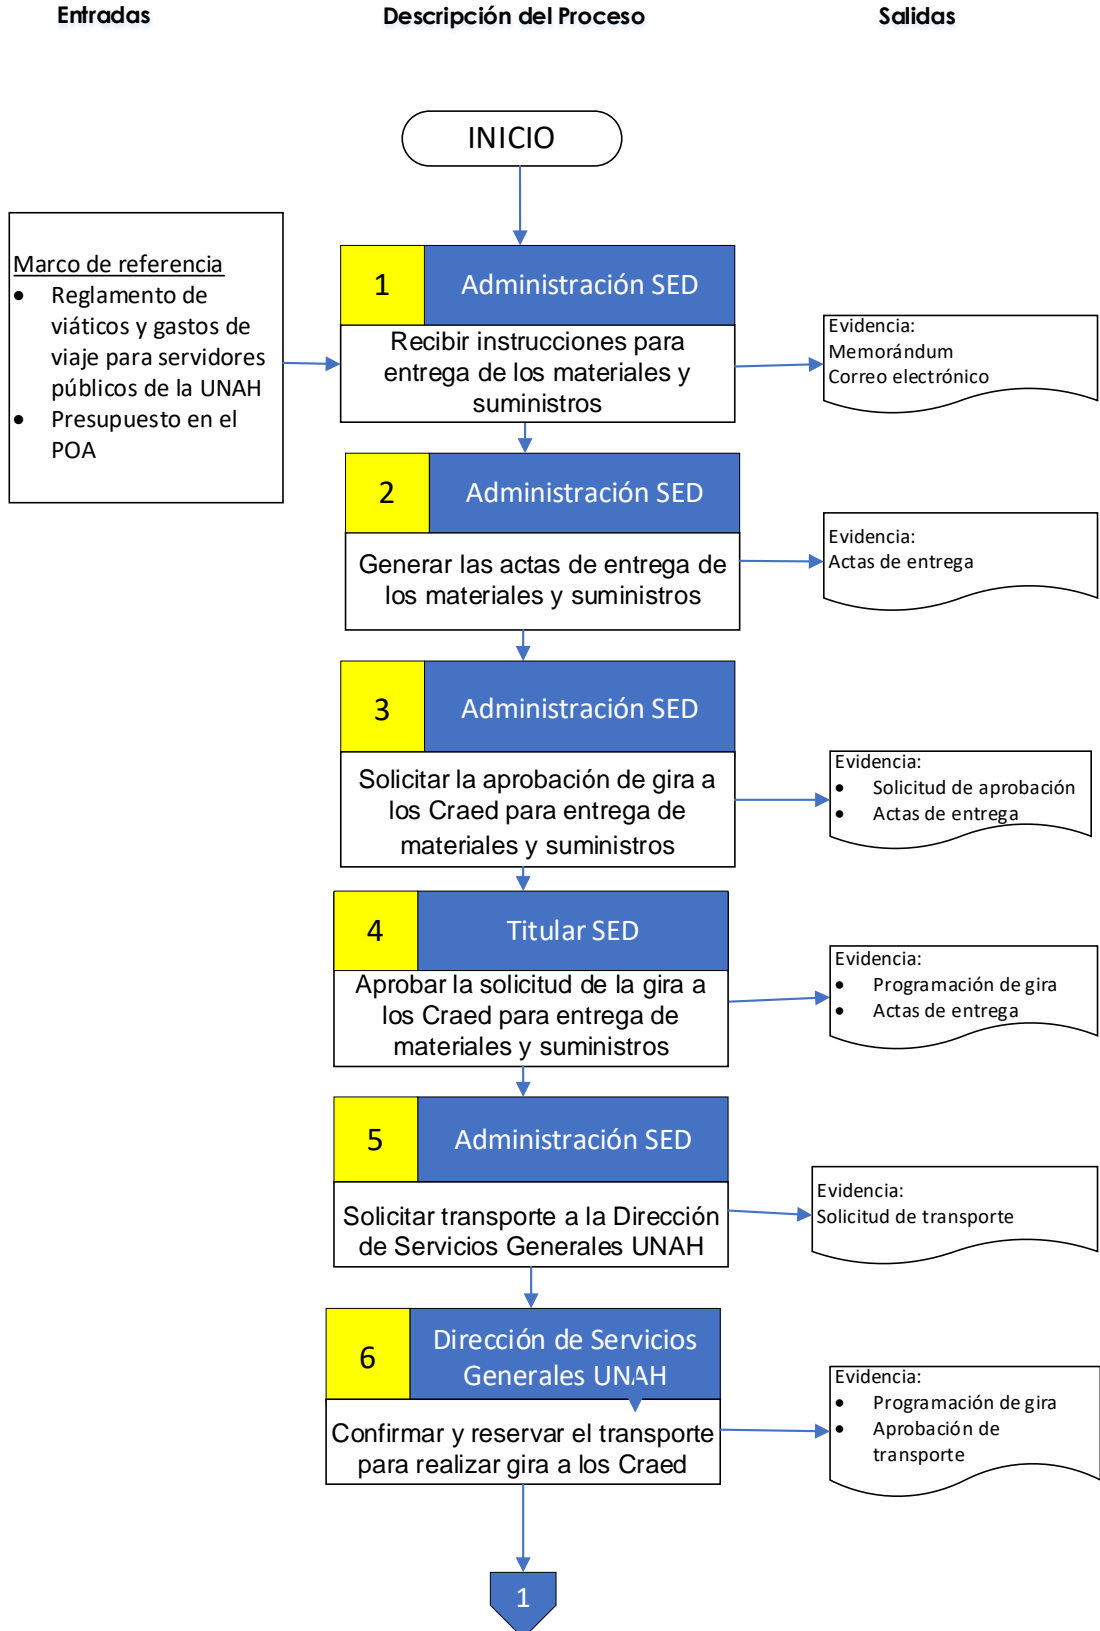 Entradas
Descripción del Proceso
Salidas
INICIO
Marco de referencia
• Reglamento de
viáticos y gastos de
viaje para servidores
públicos de la UNAH
• Presupuesto en el
POA
1
Administración SED
Recibir instrucciones para
entrega de los materiales y
suministros
Evidencia:
Memorándum
Correo electrónico
2
Administración SED
Generar las actas de entrega de
los materiales y suministros
Evidencia:
Actas de entrega
3
Administración SED
Solicitar la aprobación de gira a
los Craed para entrega de
materiales y suministros
Evidencia:
• Solicitud de aprobación
• Actas de entrega
4
Titular SED
Aprobar la solicitud de la gira a
los Craed para entrega de
materiales y suministros
Evidencia:
• Programación de gira
• Actas de entrega
5
Administración SED
Solicitar transporte a la Dirección
de Servicios Generales UNAH
Evidencia:
Solicitud de transporte
6
Dirección de Servicios
Generales UNAH
Confirmar y reservar el transporte
para realizar gira a los Craed
Evidencia:
• Programación de gira
• Aprobación de
transporte
1